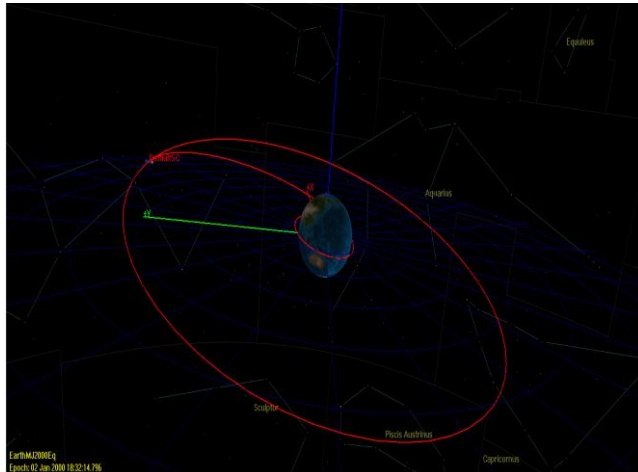 Equuleus
Aquarius
+X
+Y
Sculptor
Piscis Austrinus
Capricornus
EarthMJ2000Eq
Epoch: 02 Jan 2000 18:32:14.796